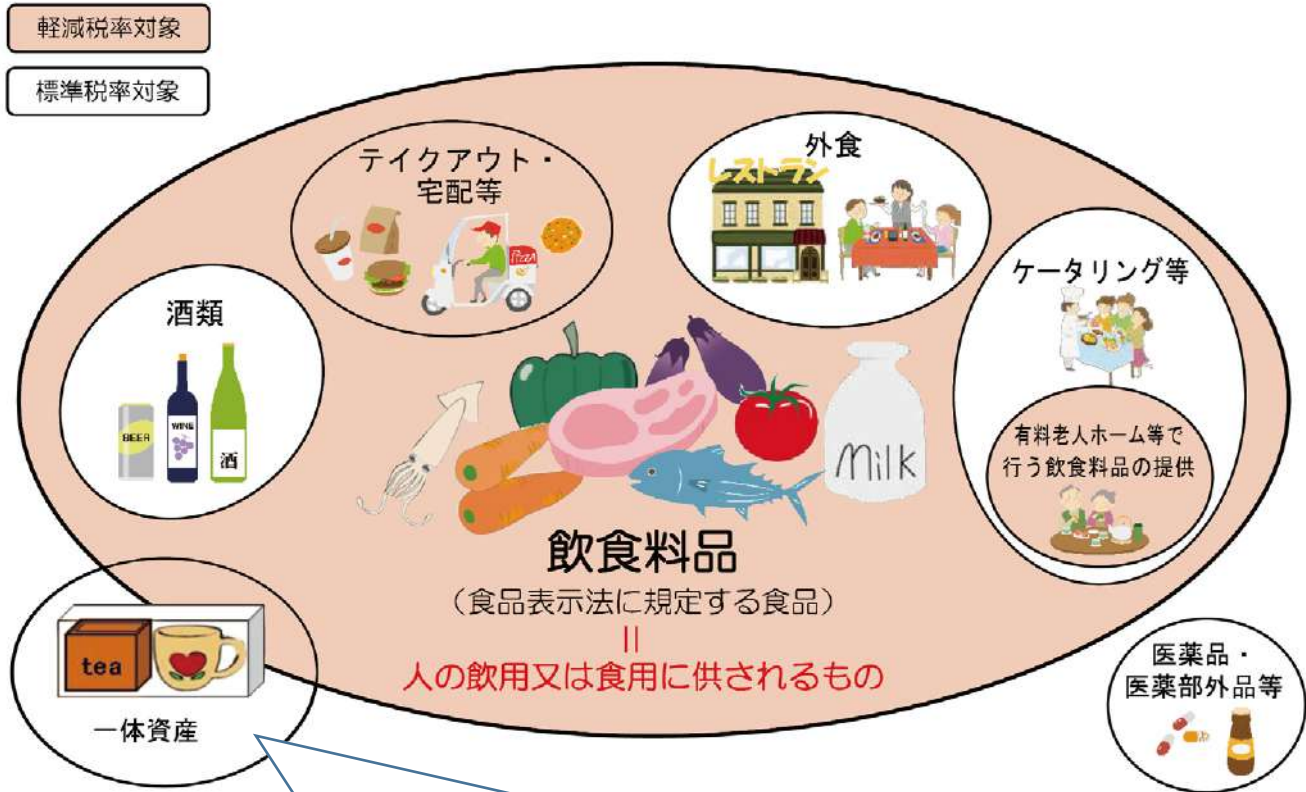 軽減税率対象
標準税率対象
テイクアウト・
宅配等
Pizza
外食
レストラン
ケータリング等
有料老人ホーム等で
行う飲食料品の提供
酒類
BEER
WINE
酒
Milk
飲食料品
（食品表示法に規定する食品）
＝
人の飲用又は食用に供されるもの
tea
一体資産
医薬品・
医薬部外品等